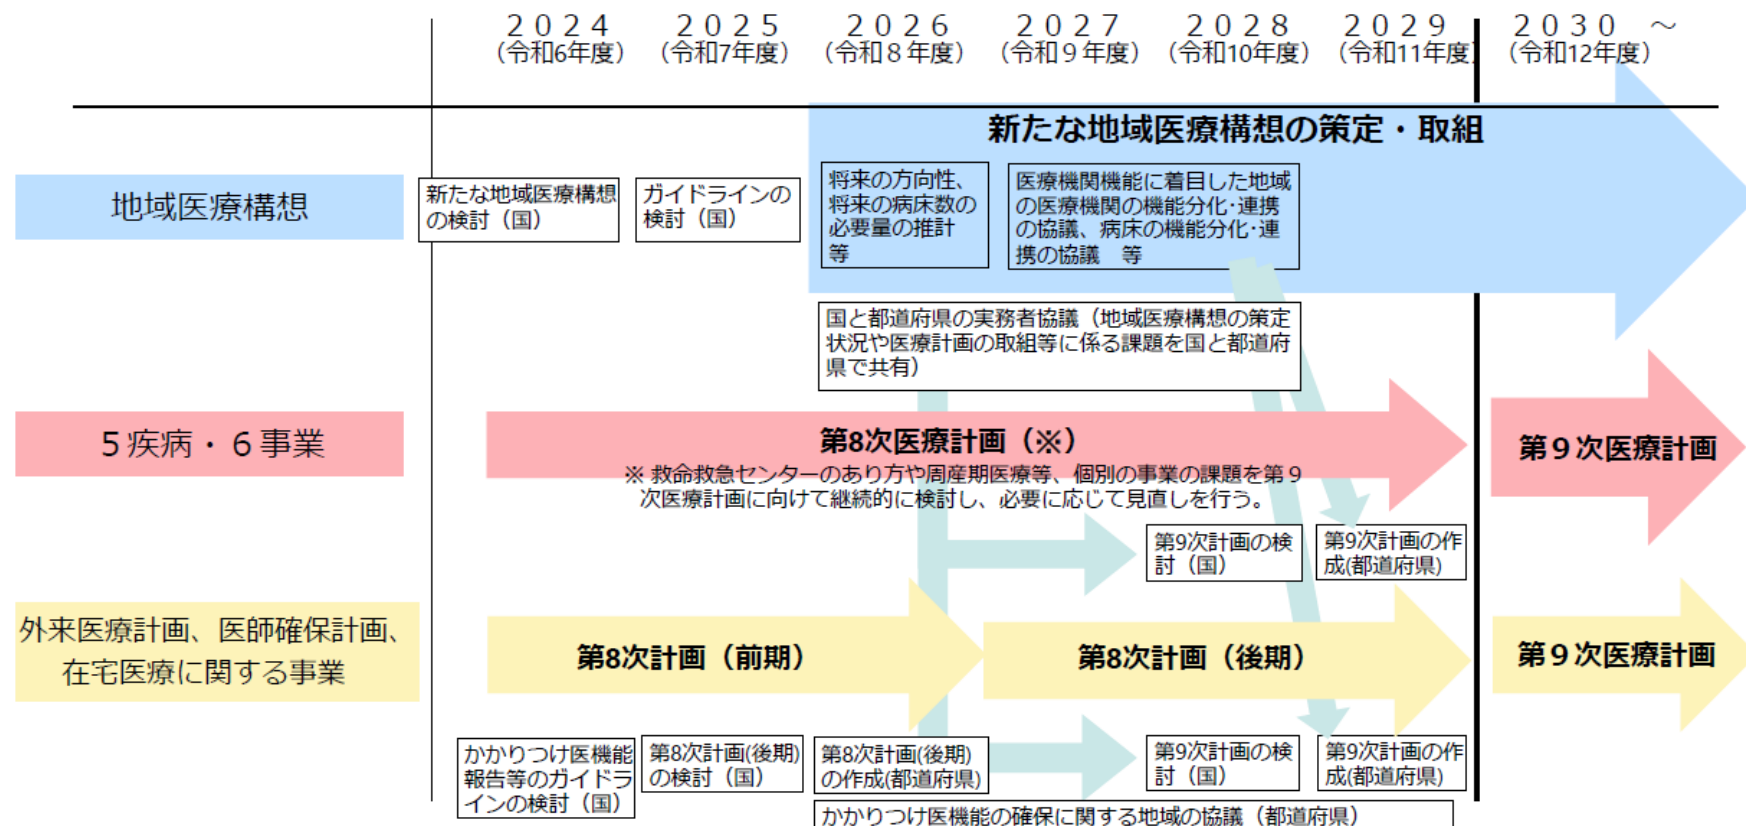 ２０２４ ２０２５ ２０２６ ２０２７ ２０２８ ２０２９ ２０３０ ～
（令和6年度） （令和7年度） （令和８年度） （令和９年度） （令和10年度） （令和11年度） （令和12年度）
新たな地域医療構想の策定・取組
地域医療構想
新たな地域医療構想
の検討（国）
ガイドラインの
検討（国）
将来の方向性、
将来の病床数の
必要量の推計
等
医療機関機能に着目した地域
の医療機関の機能分化･連携
の協議、病床の機能分化･連
携の協議　等
国と都道府県の実務者協議（地域医療構想の策定
状況や医療計画の取組等に係る課題を国と都道府
県で共有）
５疾病・６事業
第8次医療計画（※）
※ 救命救急センターのあり方や周産期医療等、個別の事業の課題を第９
次医療計画に向けて継続的に検討し、必要に応じて見直しを行う。
第９次医療計画
第9次計画の検
討（国）
第9次計画の作
成(都道府県)
外来医療計画、医師確保計画、
在宅医療に関する事業
第8次計画（前期）
第8次計画（後期）
第９次医療計画
かかりつけ医機能
報告等のガイドラ
インの検討（国）
第8次計画(後期)
の検討（国）
第8次計画(後期)
の作成(都道府県)
第9次計画の検
討（国）
第9次計画の作
成(都道府県)
かかりつけ医機能の確保に関する地域の協議（都道府県）